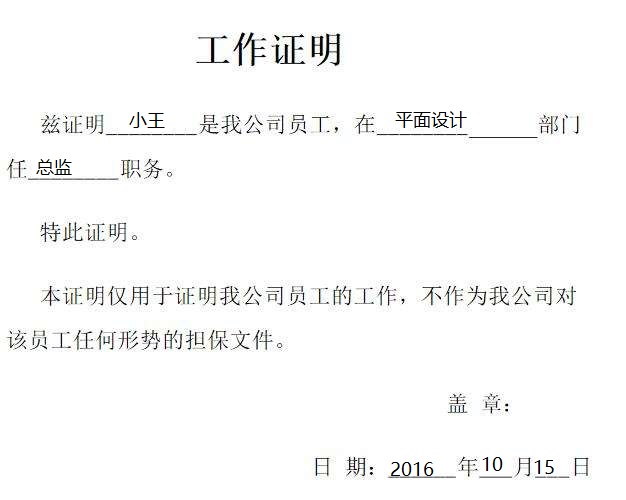 工作证明
兹证明________小王是我公司员工，在________平面设计______部门
任________总监职务。
特此证明。
本证明仅用于证明我公司员工的工作，不作为我公司对
该员工任何形势的担保文件。
盖 章：
日 期：2016年10月15日